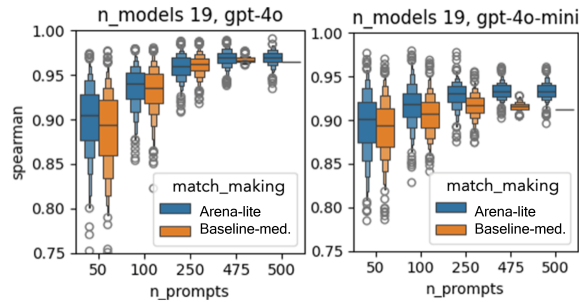 n_models 19, gpt-4o
spearman
1.00
0.95
0.90
0.85
0.80
0.75
match_making
Arena-lite
Baseline-med.
50 100 250 475 500
n_prompts
n_models 19, gpt-4o-mini
1.00
0.95
0.90
0.85
0.80
0.75
match_making
Arena-lite
Baseline-med.
50 100 250 475 500
n_prompts